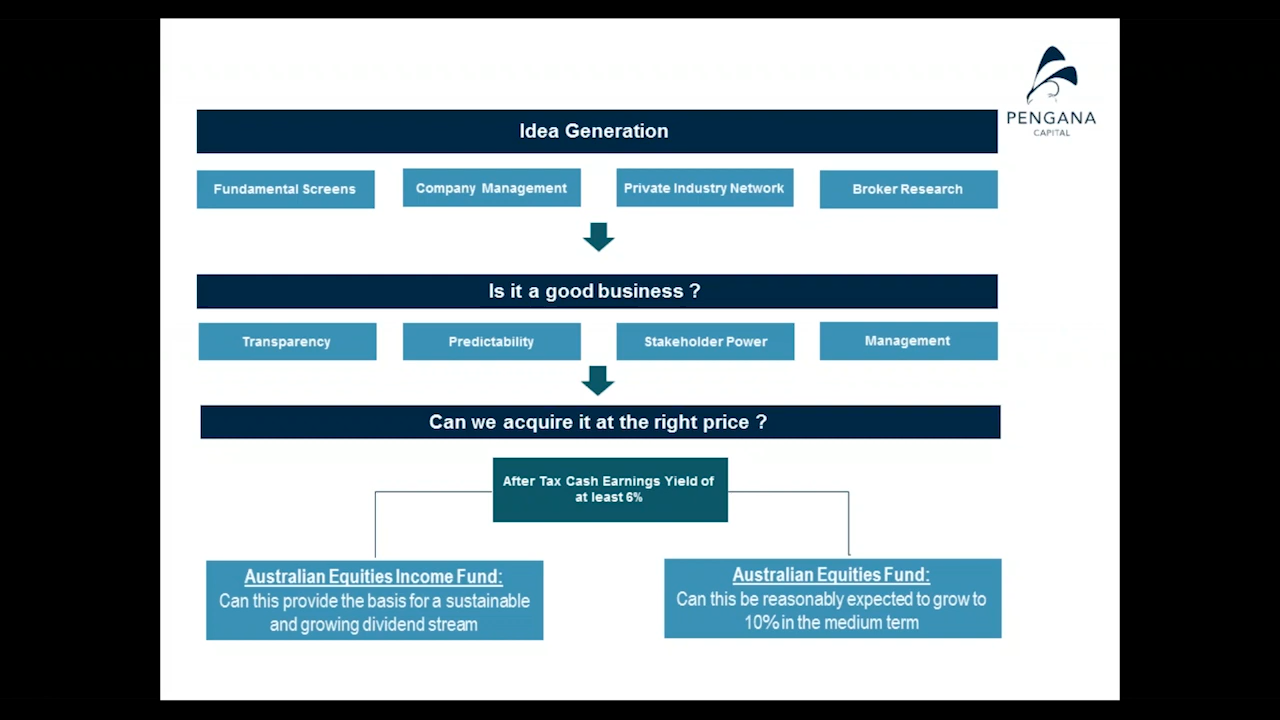 PENGANA
CAPITAL
Idea Generation
Fundamental Screens
Company Management
Private Industry Network
Broker Research
Is it a good business ?
Transparency
Predictability
Stakeholder Power
Management
Can we acquire it at the right price ?
After Tax Cash Earnings Yield of
at least 6%
Australian Equities Income Fund:
Can this provide the basis for a sustainable
and growing dividend stream
Australian Equities Fund:
Can this be reasonably expected to grow to
10% in the medium term